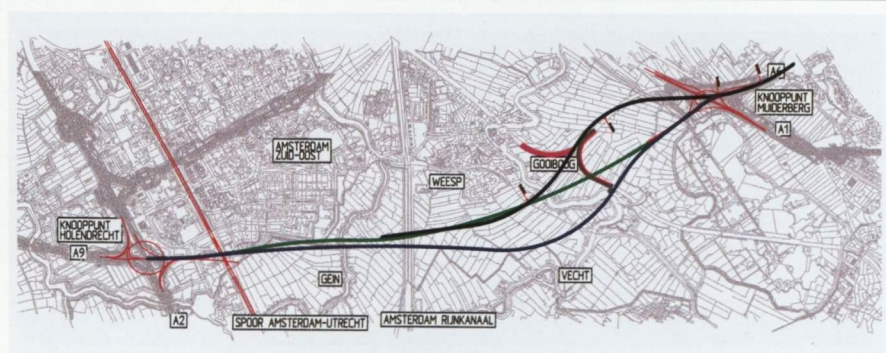 A6
KNOOPPUNT
MUIDERBERG
A1
AMSTERDAM
ZUID-OOST
GOOIBOOG
WEESP
KNOOPPUNT
HOLENDRECHT
A9
GEIN
VECHT
A2
SPOOR AMSTERDAM-UTRECHT
AMSTERDAM RIJNKANAAL